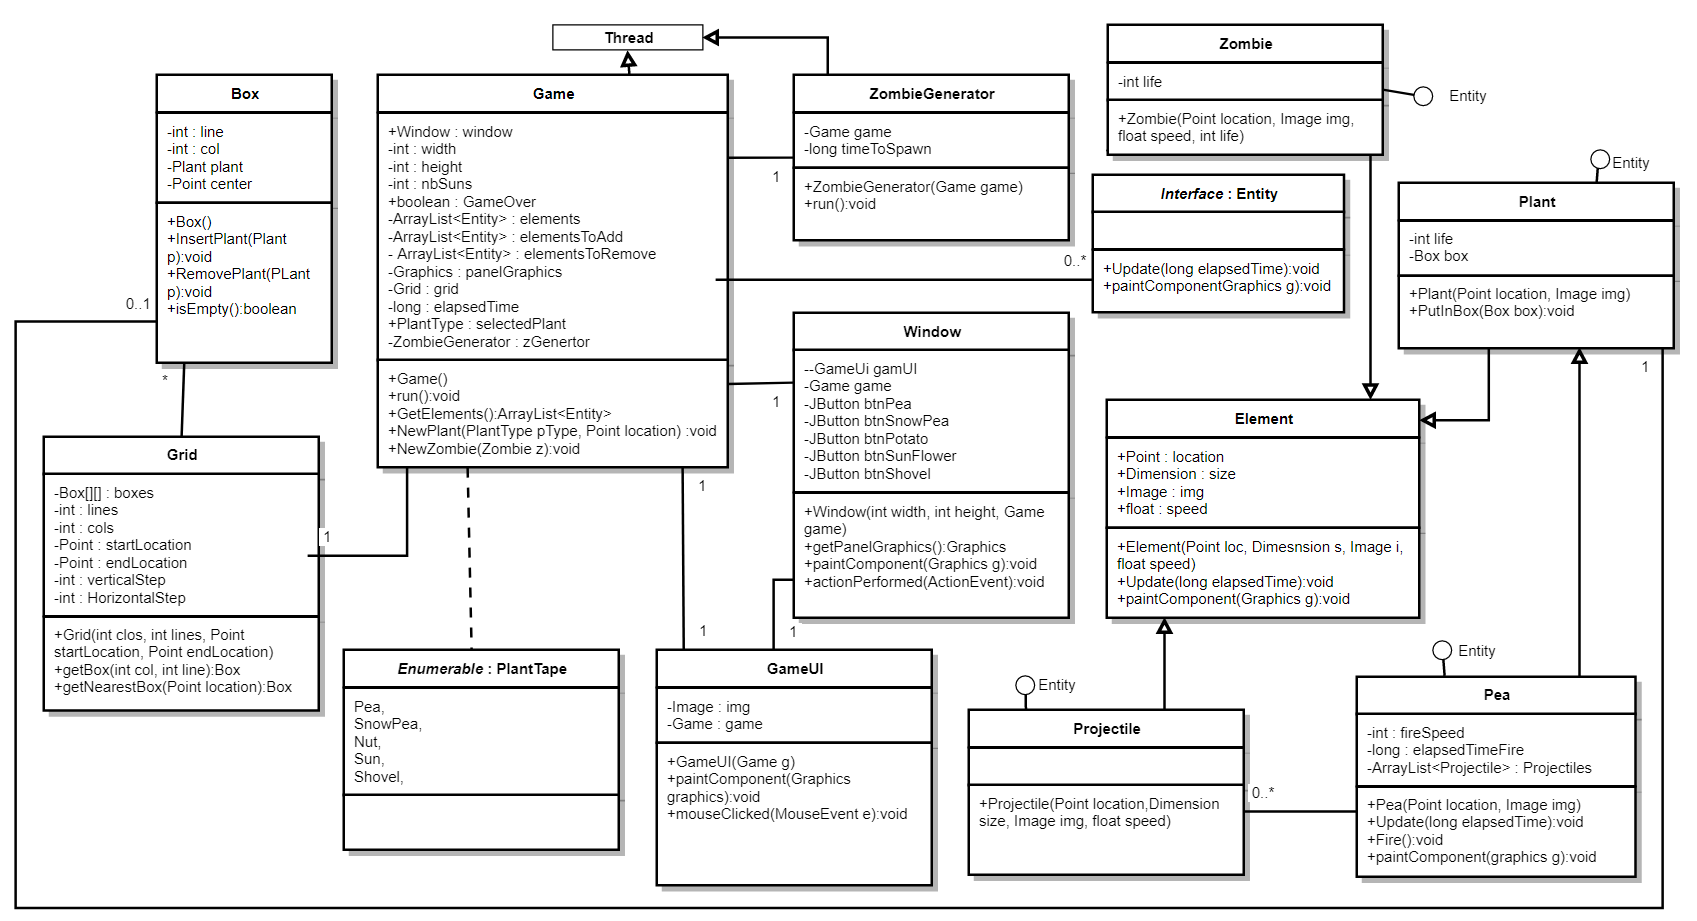 Thread
Box
-int : line
-int : col
-Plant plant
-Point center
+Box()
+InsertPlant(Plant
p):void
+RemovePlant(PLant
p):void
+isEmpty():boolean
0..1
*
Game
+Window : window
-int : width
-int : height
-int : nbSuns
+boolean : GameOver
-ArrayList<Entity> : elements
-ArrayList<Entity> : elementsToAdd
- ArrayList<Entity> : elementsToRemove
-Graphics : panelGraphics
-Grid : grid
-long : elapsedTime
+PlantType : selectedPlant
-ZombieGenerator : zGenertor
+Game()
+run():void
+GetElements():ArrayList<Entity>
+NewPlant(PlantType pType, Point location) :void
+NewZombie(Zombie z):void
ZombieGenerator
-Game game
-long timeToSpawn
+ZombieGenerator(Game game)
+run():void
1
Zombie
-int life
+Zombie(Point location, Image img,
float speed, int life)
Entity
Interface : Entity
+Update(long elapsedTime):void
+paintComponentGraphics g):void
0..*
Entity
Plant
-int life
-Box box
+Plant(Point location, Image img)
+PutInBox(Box box):void
1
Window
--GameUi gamUI
-Game game
-JButton btnPea
-JButton btnSnowPea
-JButton btnPotato
-JButton btnSunFlower
-JButton btnShovel
+Window(int width, int height, Game
game)
+getPanelGraphics():Graphics
+paintComponent(Graphics g):void
+actionPerformed(ActionEvent):void
1
1
Element
+Point : location
+Dimension : size
+Image : img
+float : speed
+Element(Point loc, Dimesnsion s, Image i,
float speed)
+Update(long elapsedTime):void
+paintComponent(Graphics g):void
Grid
-Box[][] : boxes
-int : lines
-int : cols
-Point : startLocation
-Point : endLocation
-int : verticalStep
-int : HorizontalStep
+Grid(int clos, int lines, Point
startLocation, Point endLocation)
+getBox(int col, int line):Box
+getNearestBox(Point location):Box
1
Enumerable : PlantTape
Pea,
SnowPea,
Nut,
Sun,
Shovel,
1
1
GameUI
-Image : img
-Game : game
+GameUI(Game g)
+paintComponent(Graphics
graphics):void
+mouseClicked(MouseEvent e):void
Entity
Projectile
+Projectile(Point location,Dimension
size, Image img, float speed)
0..*
Entity
Pea
-int : fireSpeed
-long : elapsedTimeFire
-ArrayList<Projectile> : Projectiles
+Pea(Point location, Image img)
+Update(long elapsedTime):void
+Fire():void
+paintComponent(graphics g):void